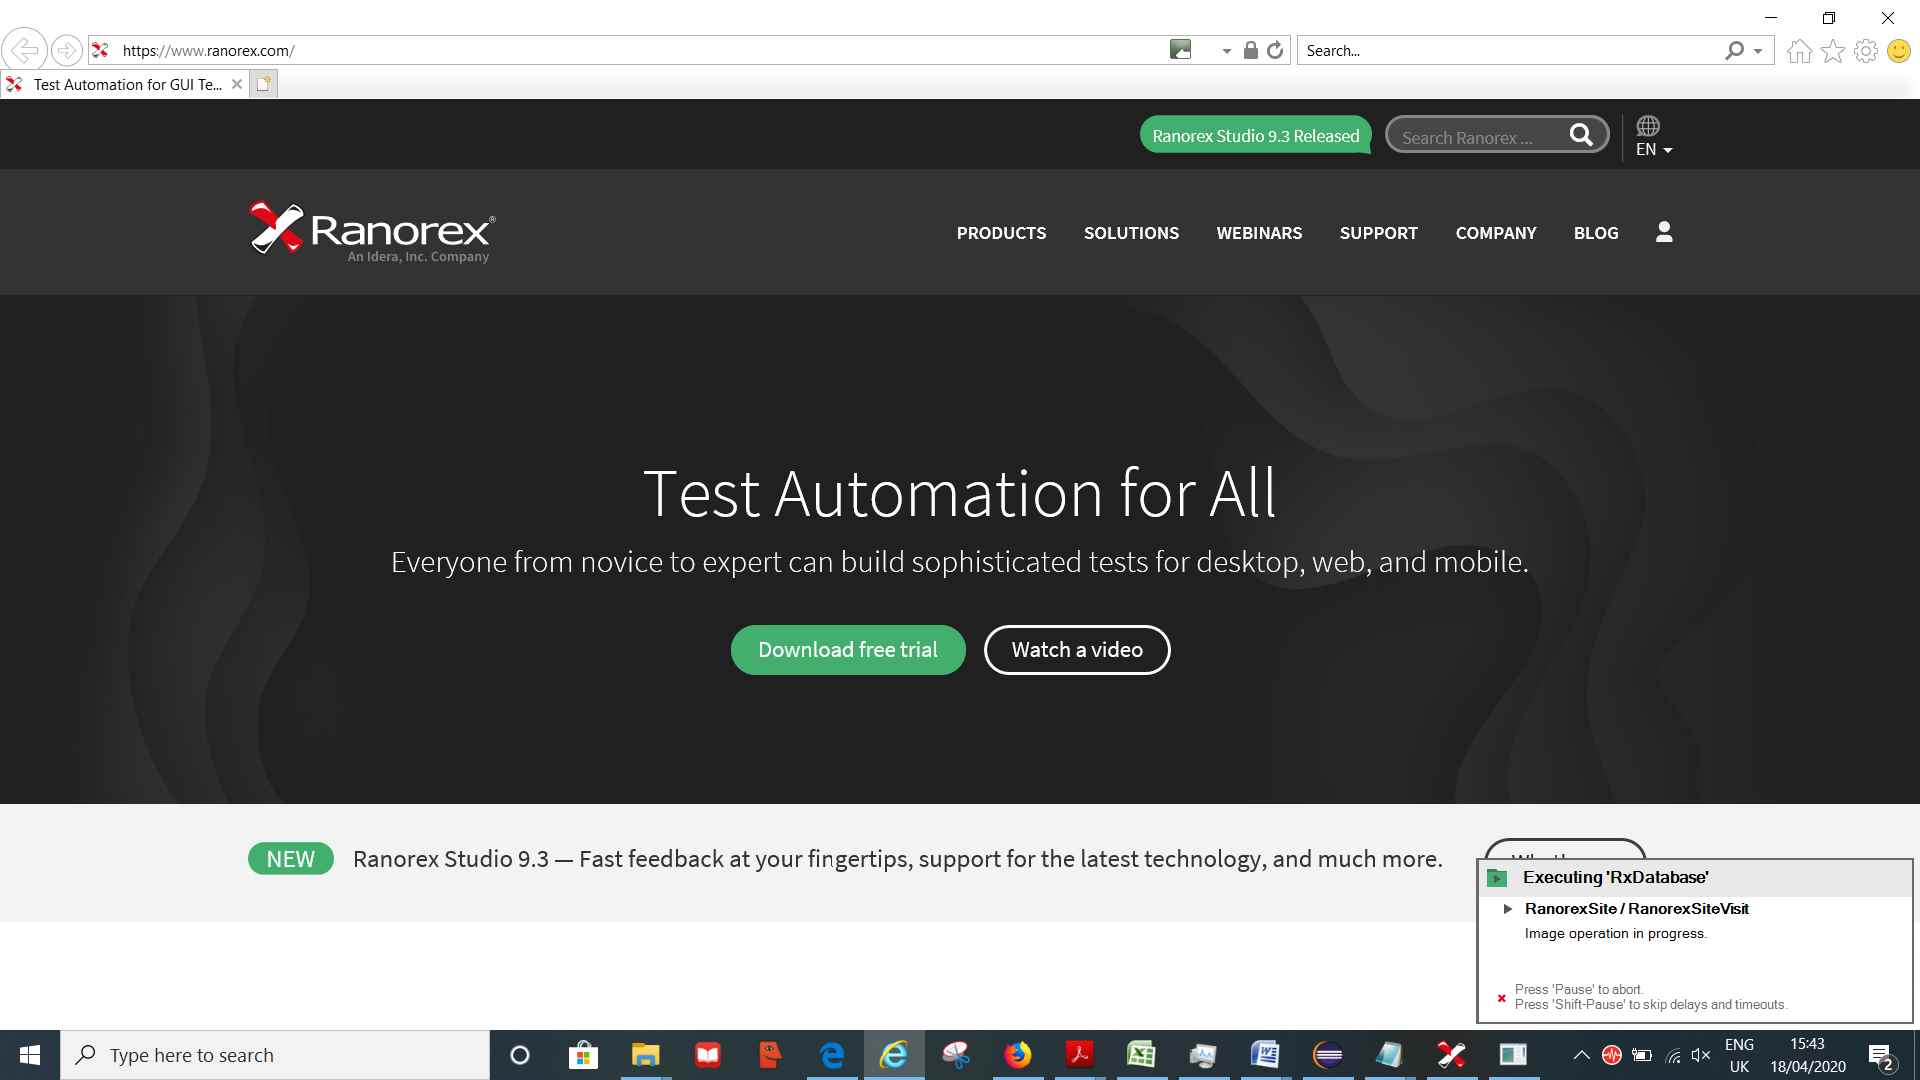 https://www.ranorex.com/
Search...
Test Automation for GUI Te...
Ranorex Studio 9.3 Released
Search Ranorex ...
EN
Ranorex®
An Idera, Inc. Company
PRODUCTS
SOLUTIONS
WEBINARS
SUPPORT
COMPANY
BLOG
Test Automation for All
Everyone from novice to expert can build sophisticated tests for desktop, web, and mobile.
Download free trial
Watch a video
NEW
Ranorex Studio 9.3 — Fast feedback at your fingertips, support for the latest technology, and much more.
Executing 'RxDatabase'
RanorexSite / RanorexSiteVisit
Image operation in progress.
Press 'Pause' to abort.
Press 'Shift-Pause' to skip delays and timeouts.
Type here to search
ENG
UK
15:43
18/04/2020
2